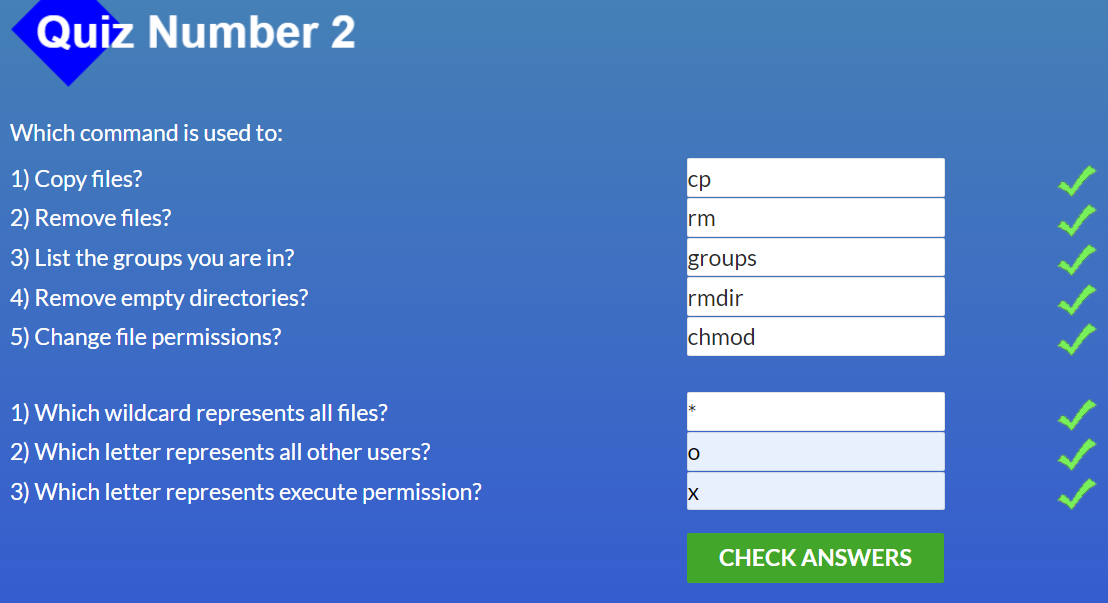 Quiz Number 2
Which command is used to:
1) Copy files? cp
2) Remove files? rm
3) List the groups you are in? groups
4) Remove empty directories? rmdir
5) Change file permissions? chmod
1) Which wildcard represents all files? *
2) Which letter represents all other users? o
3) Which letter represents execute permission? x
CHECK ANSWERS